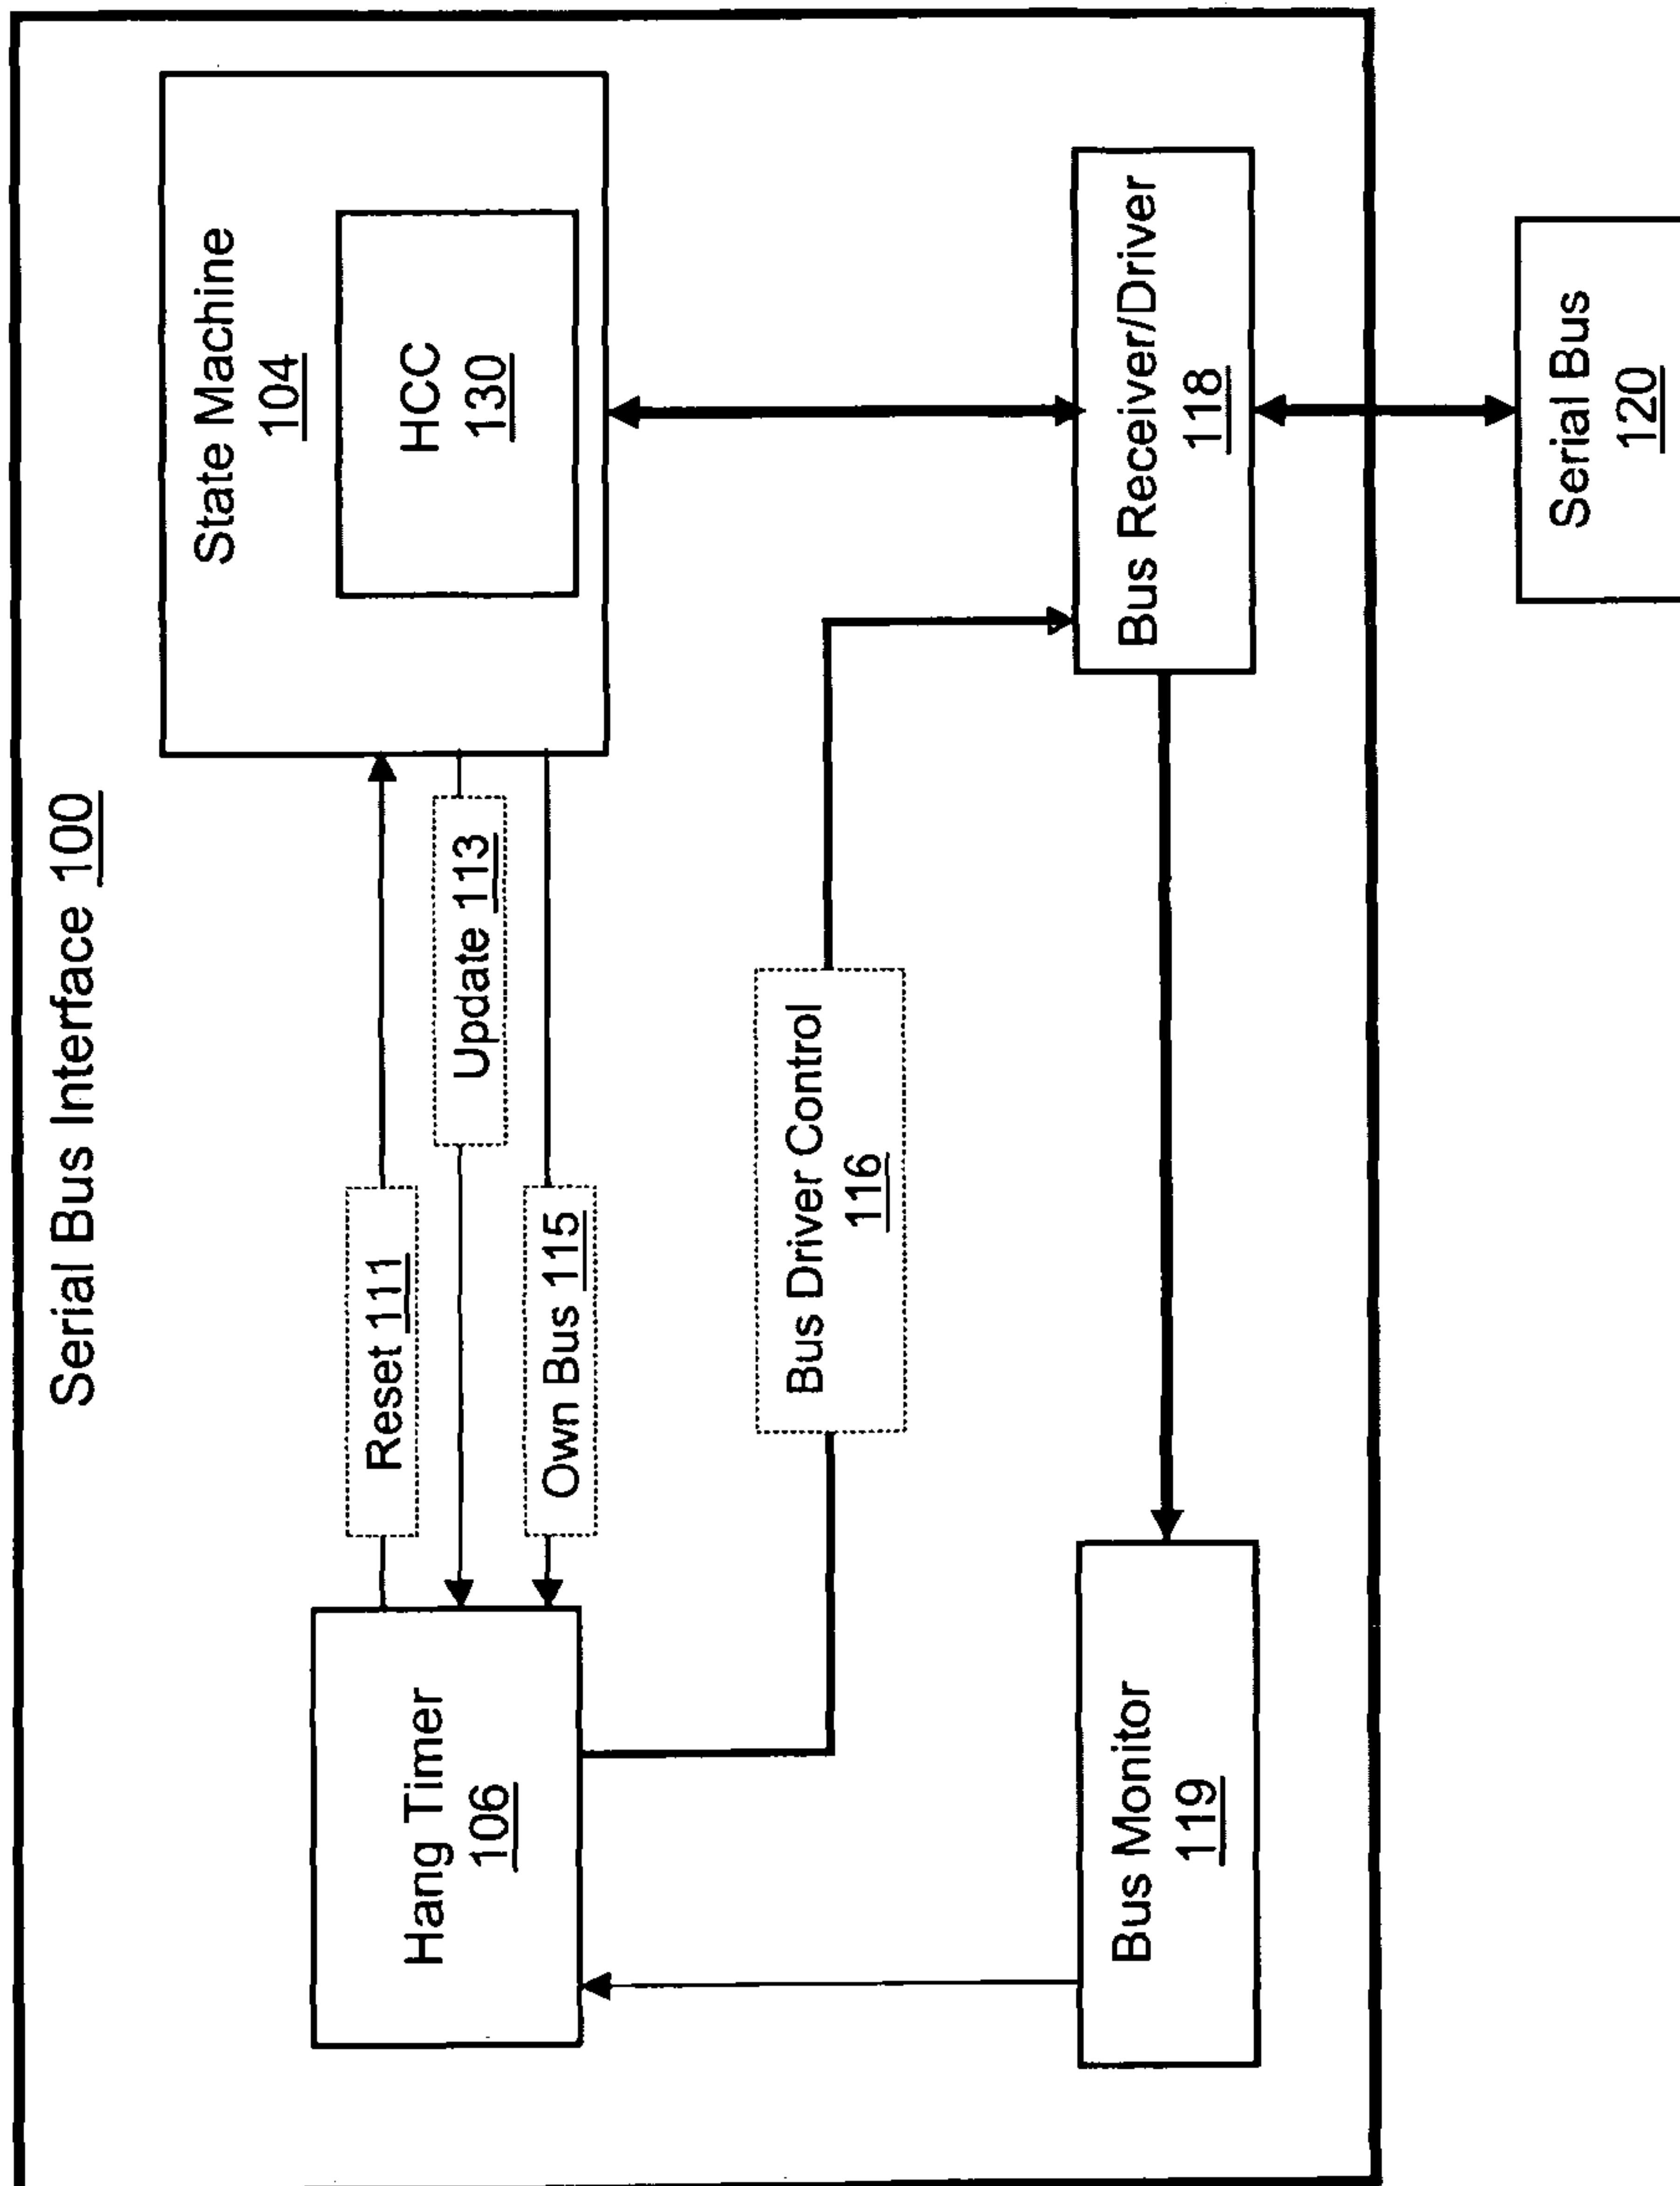 Serial Bus Interface 100
Hang Timer
106
Reset 111
Update 113
Own Bus 115
State Machine
104
HCC
130
Bus Driver Control
116
Bus Monitor
119
Bus Receiver/Driver
118
Serial Bus
120